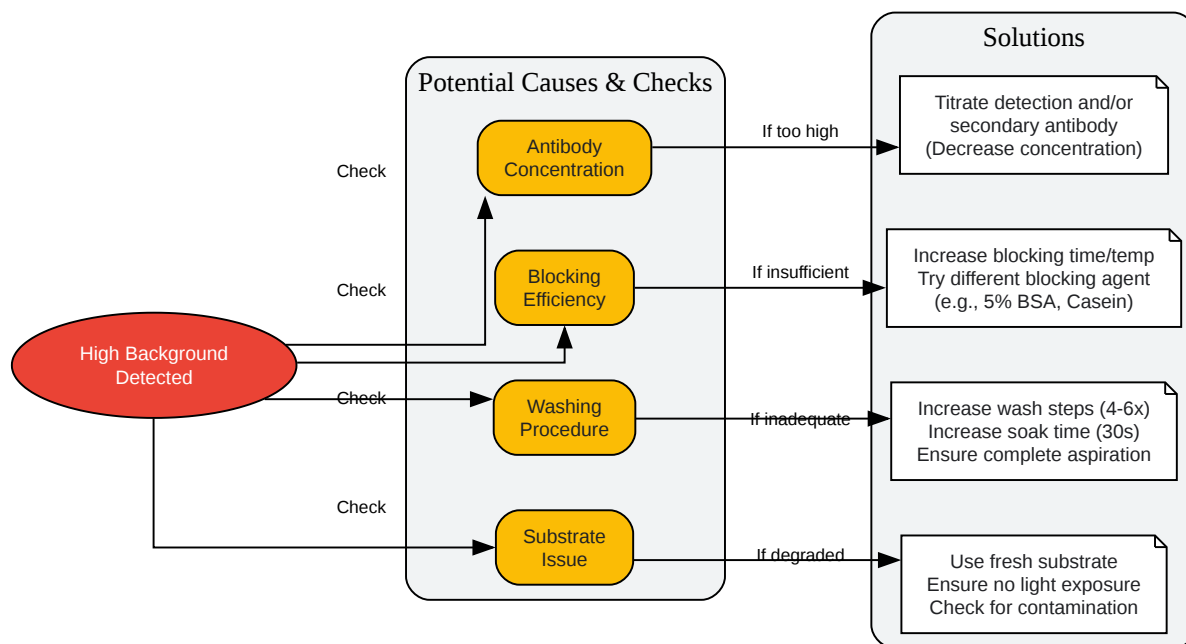 Solutions
Potential Causes & Checks
Titrate detection and/or
secondary antibody
(Decrease concentration)
If too high
Antibody
Concentration
Check
Increase blocking time/temp
Try different blocking agent
(e.g., 5% BSA, Casein)
If insufficient
Blocking
Efficiency
Check
High Background
Detected
Check
Washing
Procedure
If inadequate
Increase wash steps (4-6x)
Increase soak time (30s)
Ensure complete aspiration
Check
Substrate
Issue
If degraded
Use fresh substrate
Ensure no light exposure
Check for contamination